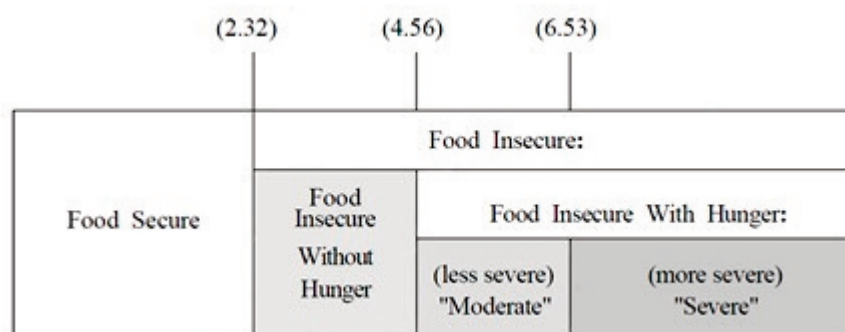 (2.32) (4.56) (6.53)
Food Insecure:
Food Secure
Food
Insecure
Without
Hunger
Food Insecure With Hunger:
(less severe)
"Moderate"
(more severe)
"Severe"